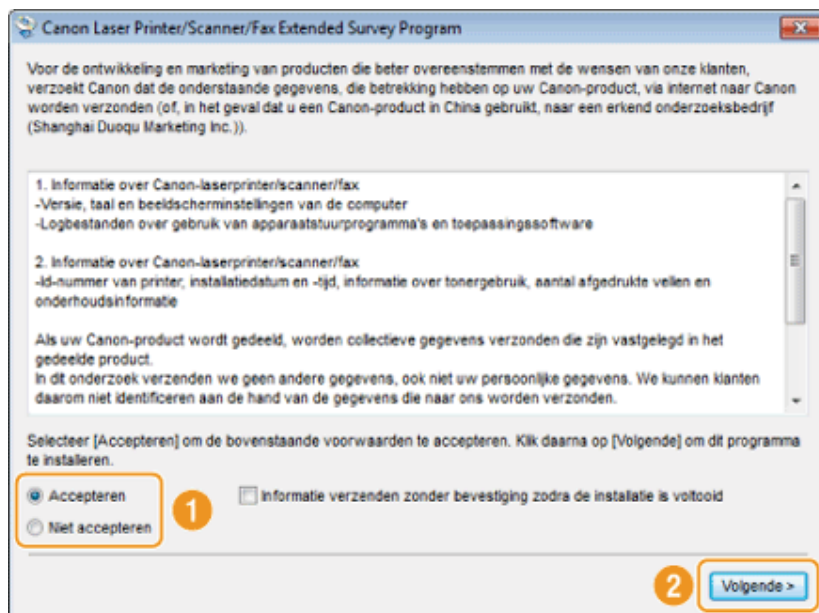 Canon Laser Printer/Scanner/Fax Extended Survey Program
Voor de ontwikkeling en marketing van producten die beter overeenstemmen met de wensen van onze klanten,
verzoekt Canon dat de onderstaande gegevens, die betrekking hebben op uw Canon-product, via internet naar Canon
worden verzonden (of, in het geval dat u een Canon-product in China gebruikt, naar een erkend onderzoeksbedrijf
(Shanghai Duoqu Marketing Inc.)).
1. Informatie over Canon-laserprinter/scanner/fax
-Versie, taal en beeldscherminstellingen van de computer
-Logbestanden over gebruik van apparaatstuurprogramma's en toepassingssoftware
2. Informatie over Canon-laserprinter/scanner/fax
-Id-nummer van printer, installatiedatum en -tijd, informatie over tonergebruik, aantal afgedrukte vellen en
onderhoudsinformatie
Als uw Canon-product wordt gedeeld, worden collectieve gegevens verzonden die zijn vastgelegd in het
gedeelde product.
In dit onderzoek verzenden we geen andere gegevens, ook niet uw persoonlijke gegevens. We kunnen klanten
daarom niet identificeren aan de hand van de gegevens die naar ons worden verzonden.
Selecteer [Accepteren] om de bovenstaande voorwaarden te accepteren. Klik daarna op [Volgende] om dit programma
te installeren.
Accepteren
1
Informatie verzenden zonder bevestiging zodra de installatie is voltooid
Niet accepteren
2
Volgende >